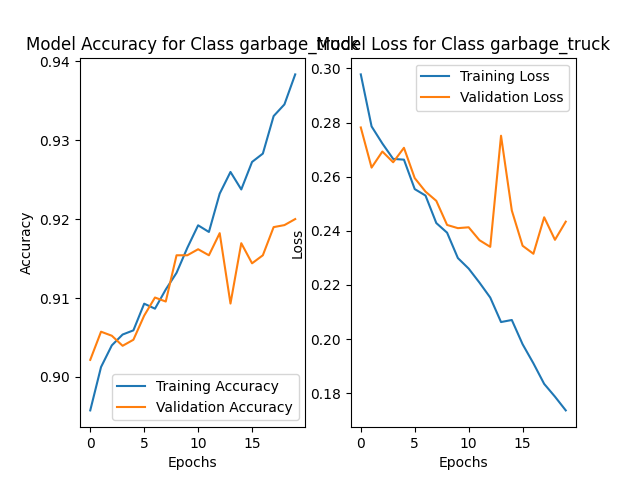 Model Accuracy for Class garbage_truck
Model Loss for Class garbage_truck
0.94
0.93
0.92
0.91
0.90
Accuracy
Training Accuracy
Validation Accuracy
0 5 10 15
Epochs
0.30
0.28
0.26
0.24
0.22
0.20
0.18
Loss
Training Loss
Validation Loss
0 5 10 15
Epochs